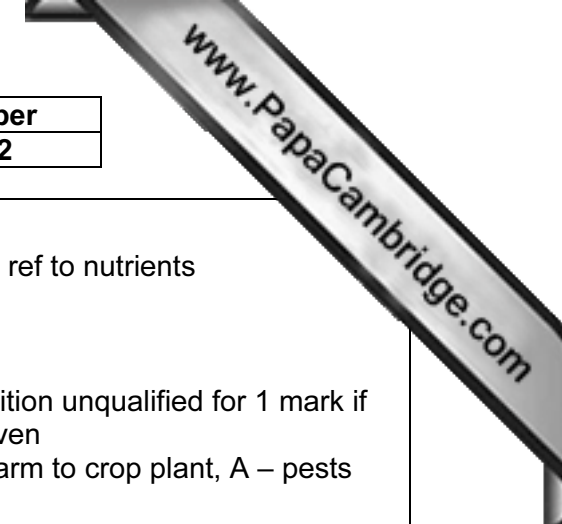 www.PapaCambridge.com
per
2
ref to nutrients
ition unqualified for 1 mark if
ven
arm to crop plant, A – pests